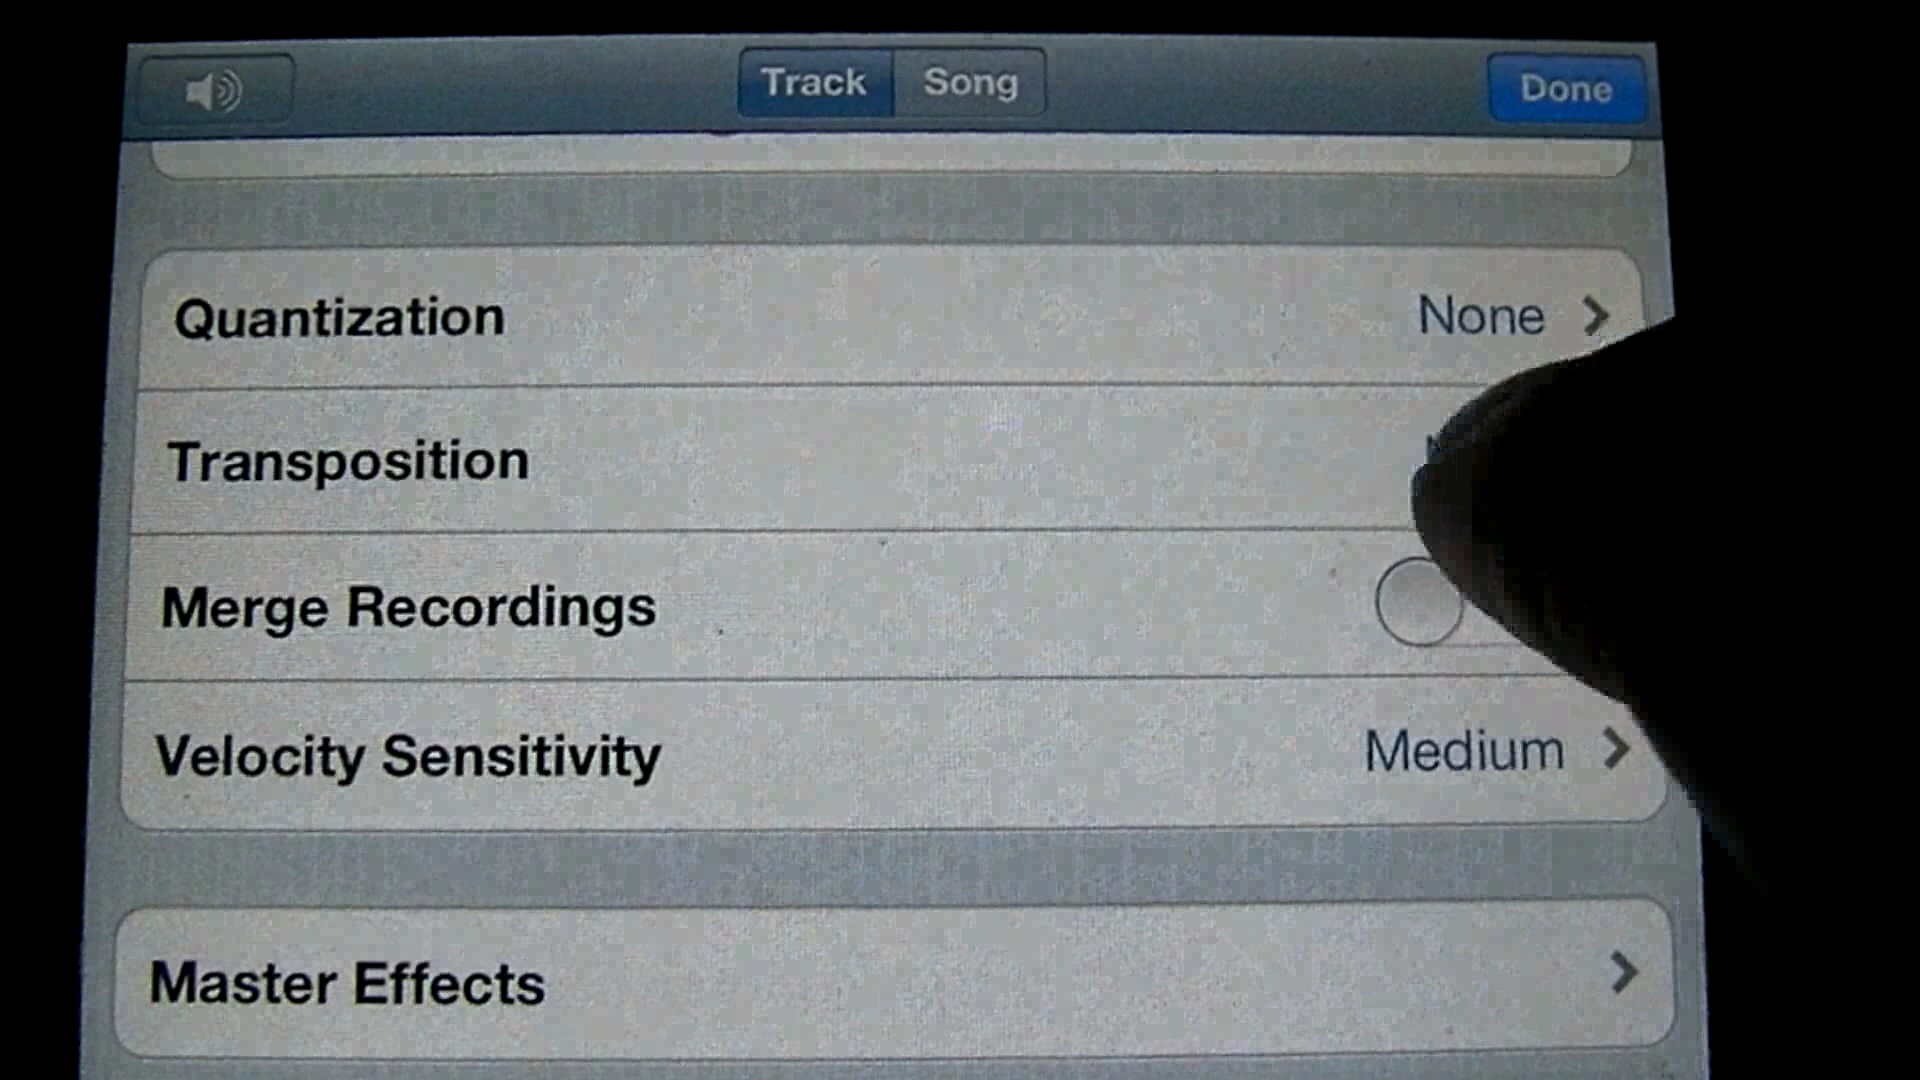 Track Song Done
Quantization None
Transposition
Merge Recordings
Velocity Sensitivity Medium
Master Effects